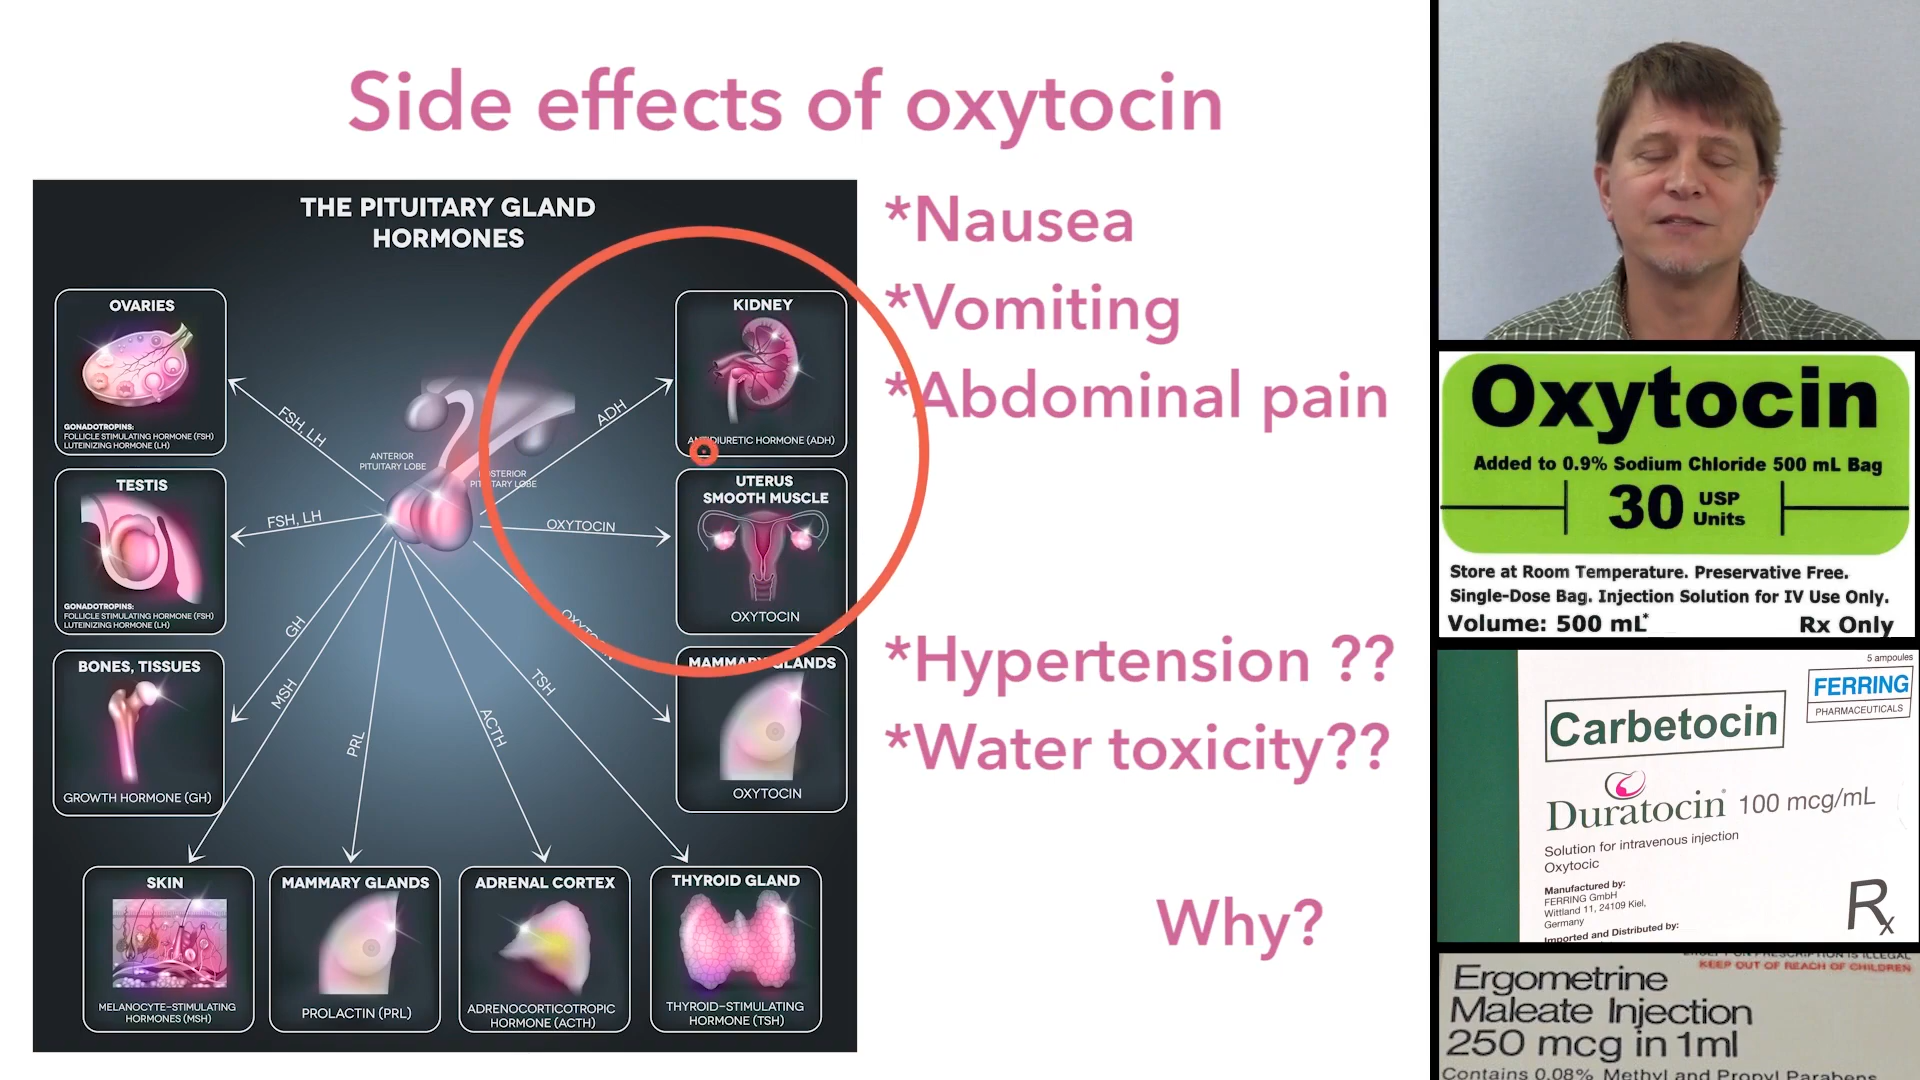 Side effects of oxytocin
THE PITUITARY GLAND
HORMONES
OVARIES
GONADOTROPINS:
FOLLICLE STIMULATING HORMONE (FSH)
LUTEINIZING HORMONE (LH)
TESTIS
GONADOTROPINS:
FOLLICLE STIMULATING HORMONE (FSH)
LUTEINIZING HORMONE (LH)
BONES, TISSUES
GROWTH HORMONE (GH)
SKIN
MELANOCYTE-STIMULATING
HORMONES (MSH)
MAMMARY GLANDS
PROLACTIN (PRL)
ADRENAL CORTEX
ADRENOCORTICOTROPIC
HORMONE (ACTH)
THYROID GLAND
THYROID-STIMULATING
HORMONE (TSH)
KIDNEY
ANTIDIURETIC HORMONE (ADH)
UTERUS
SMOOTH MUSCLE
OXYTOCIN
MAMMARY GLANDS
OXYTOCIN
ANTERIOR
PITUITARY LOBE
POSTERIOR
PITUITARY LOBE
FSH, LH
FSH, LH
GH
MSH
PRL
ACTH
TSH
OXYTOCIN
OXYTOCIN
ADH
*Nausea
*Vomiting
*Abdominal pain
*Hypertension ??
*Water toxicity??
Why?
Oxytocin
Added to 0.9% Sodium Chloride 500 mL Bag
30 USP
Units
Store at Room Temperature. Preservative Free.
Single-Dose Bag. Injection Solution for IV Use Only.
Volume: 500 mL* Rx Only
5 ampoules
FERRING
PHARMACEUTICALS
Carbetocin
Duratocin® 100 mcg/mL
Solution for intravenous injection
Oxytocic
Manufactured by:
FERRING GmbH
Wittland 11, 24109 Kiel,
Germany
Imported and Distributed by:
Rx
PRESCRIPTION IS ILLEGAL
KEEP OUT OF REACH OF CHILDREN
Ergometrine
Maleate Injection
250 mcg in 1ml
Contains 0.08% Methyl and Propyl Parabens